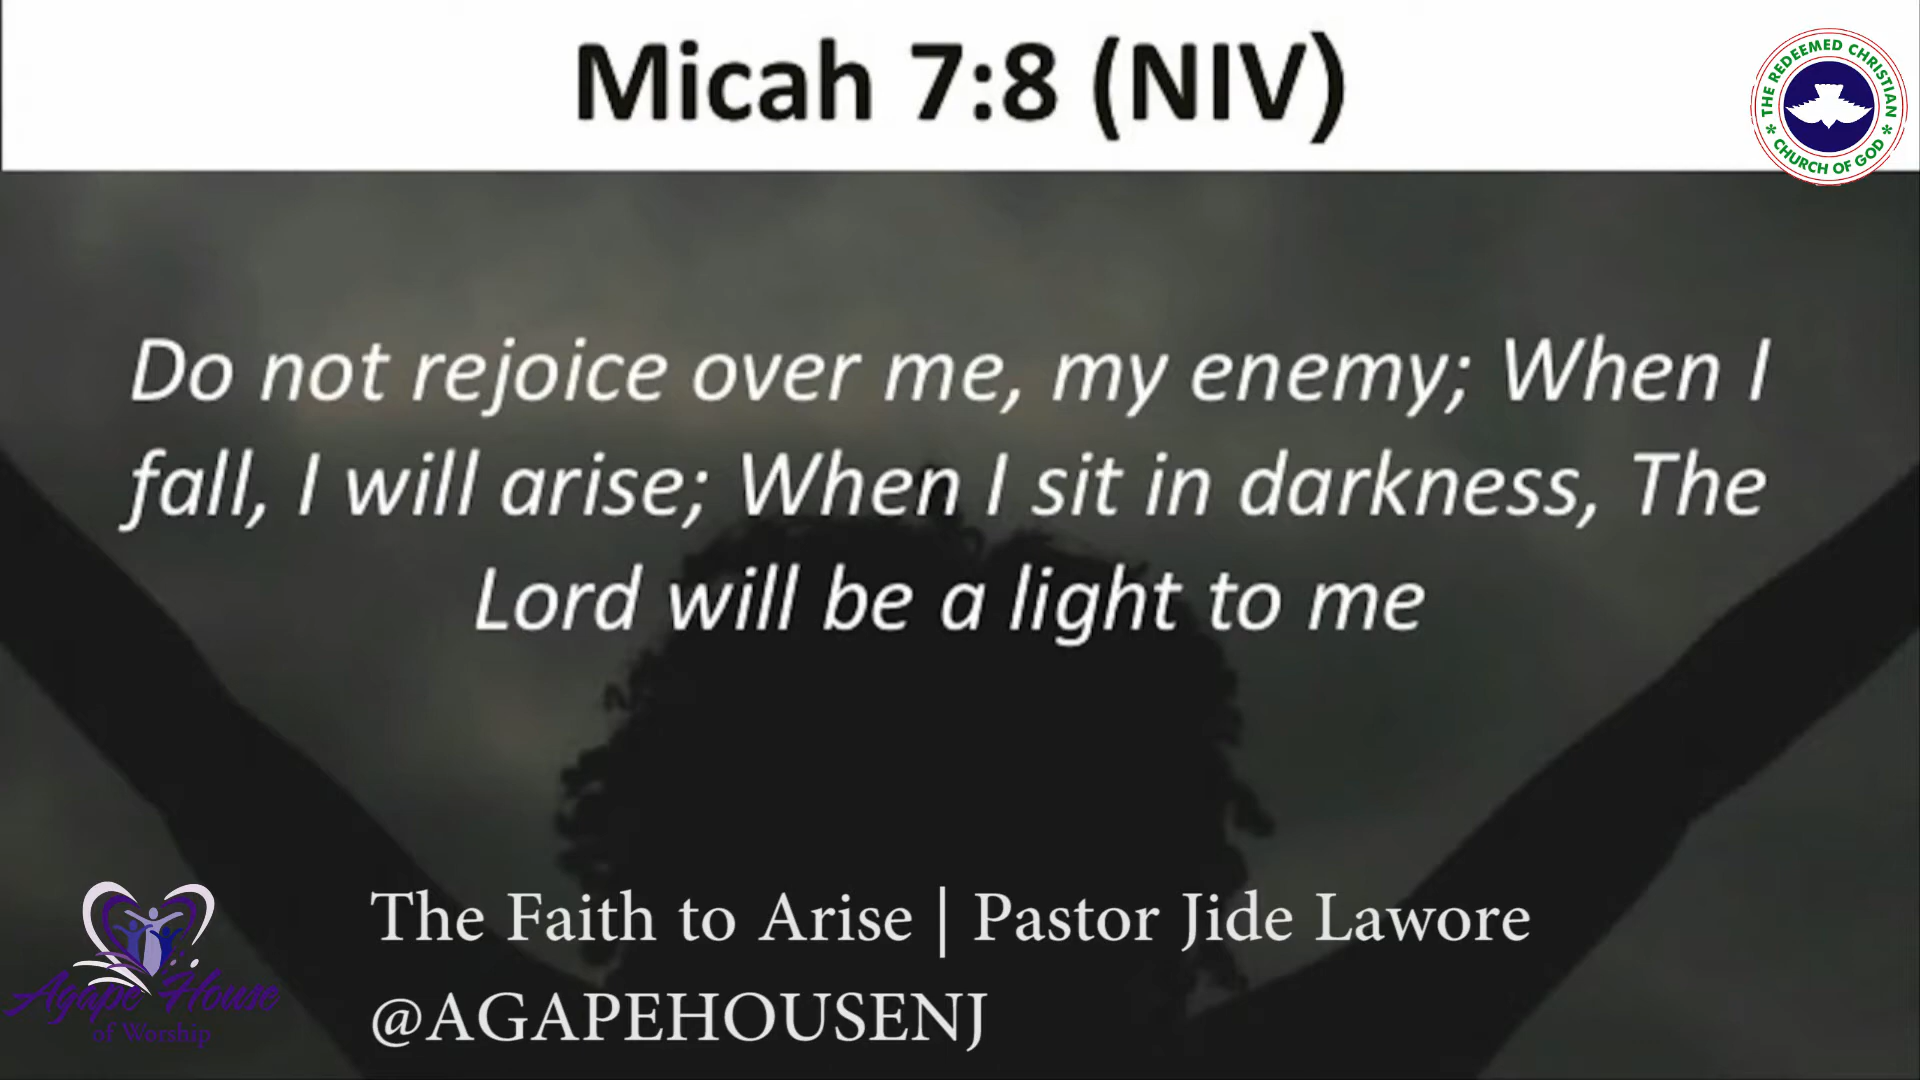 Micah 7:8 (NIV)
THE REDEEMED CHRISTIAN
* CHURCH OF GOD *
Do not rejoice over me, my enemy; When I
fall, I will arise; When I sit in darkness, The
Lord will be a light to me
The Faith to Arise | Pastor Jide Lawore
@AGAPEHOUSENJ
Agape House
of Worship